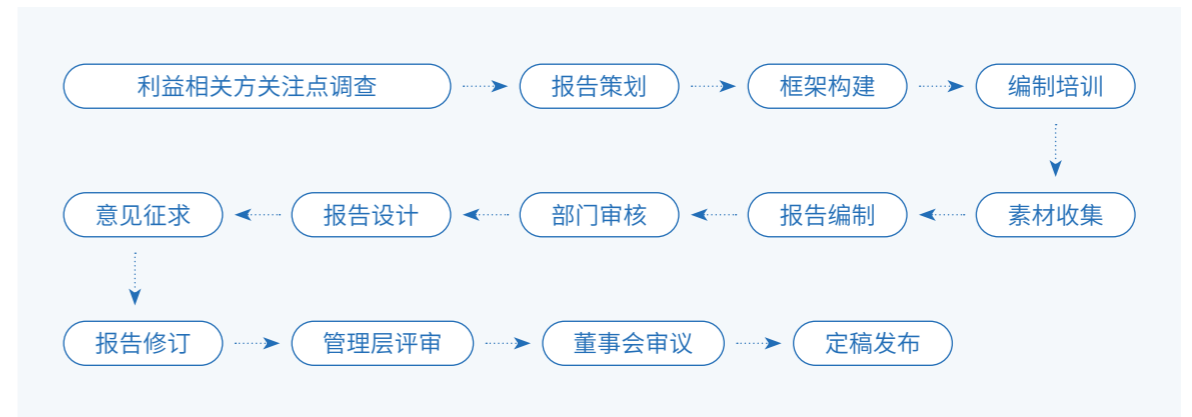 利益相关方关注点调查
报告策划
框架构建
编制培训
素材收集
报告编制
部门审核
报告设计
意见征求
报告修订
管理层评审
董事会审议
定稿发布